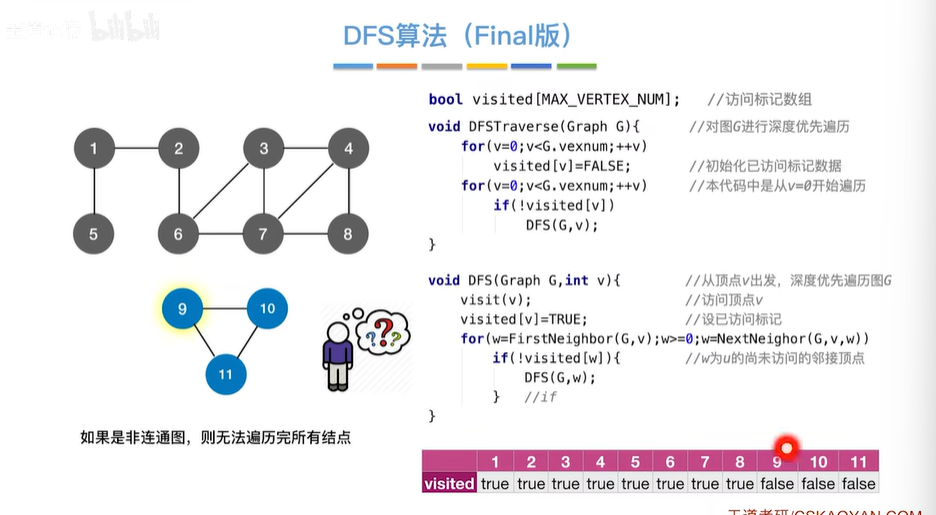 bilibili
DFS算法（Final版）
bool visited[MAX_VERTEX_NUM]; //访问标记数组
void DFSTraverse(Graph G){ //对图G进行深度优先遍历
for(v=0;v<G.vexnum;++v)
visited[v]=FALSE; //初始化已访问标记数据
for(v=0;v<G.vexnum;++v) //本代码中是从v=0开始遍历
if(!visited[v])
DFS(G,v);
}
1 2 3 4
5 6 7 8
void DFS(Graph G,int v){ //从顶点v出发，深度优先遍历图G
visit(v); //访问顶点v
visited[v]=TRUE; //设已访问标记
for(w=FirstNeighbor(G,v);w>=0;w=NextNeighor(G,v,w))
if(!visited[w]){ //w为u的尚未访问的邻接顶点
DFS(G,w);
} //if
}
9 10
11
???
如果是非连通图，则无法遍历完所有结点
1 2 3 4 5 6 7 8 9 10 11
visited true true true true true true true true false false false
王道考研/CSKAOYAN.COM